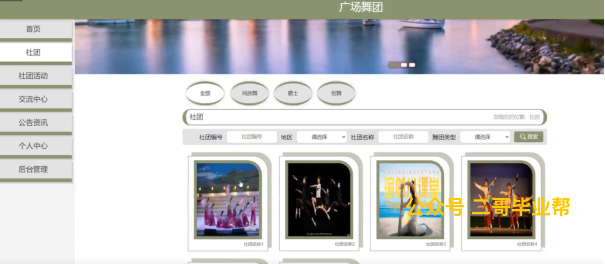 广场舞团
首页
社团
社团活动
交流中心
公告资讯
个人中心
后台管理
全部 民族舞 爵士 街舞
社团
您现在的位置：社团
社团编号 社团编号 地区 请选择 社团名称 社团名称 舞团类型 请选择 搜索
公众号 二哥毕业帮
社团名称1 社团名称2 社团名称3 社团名称4